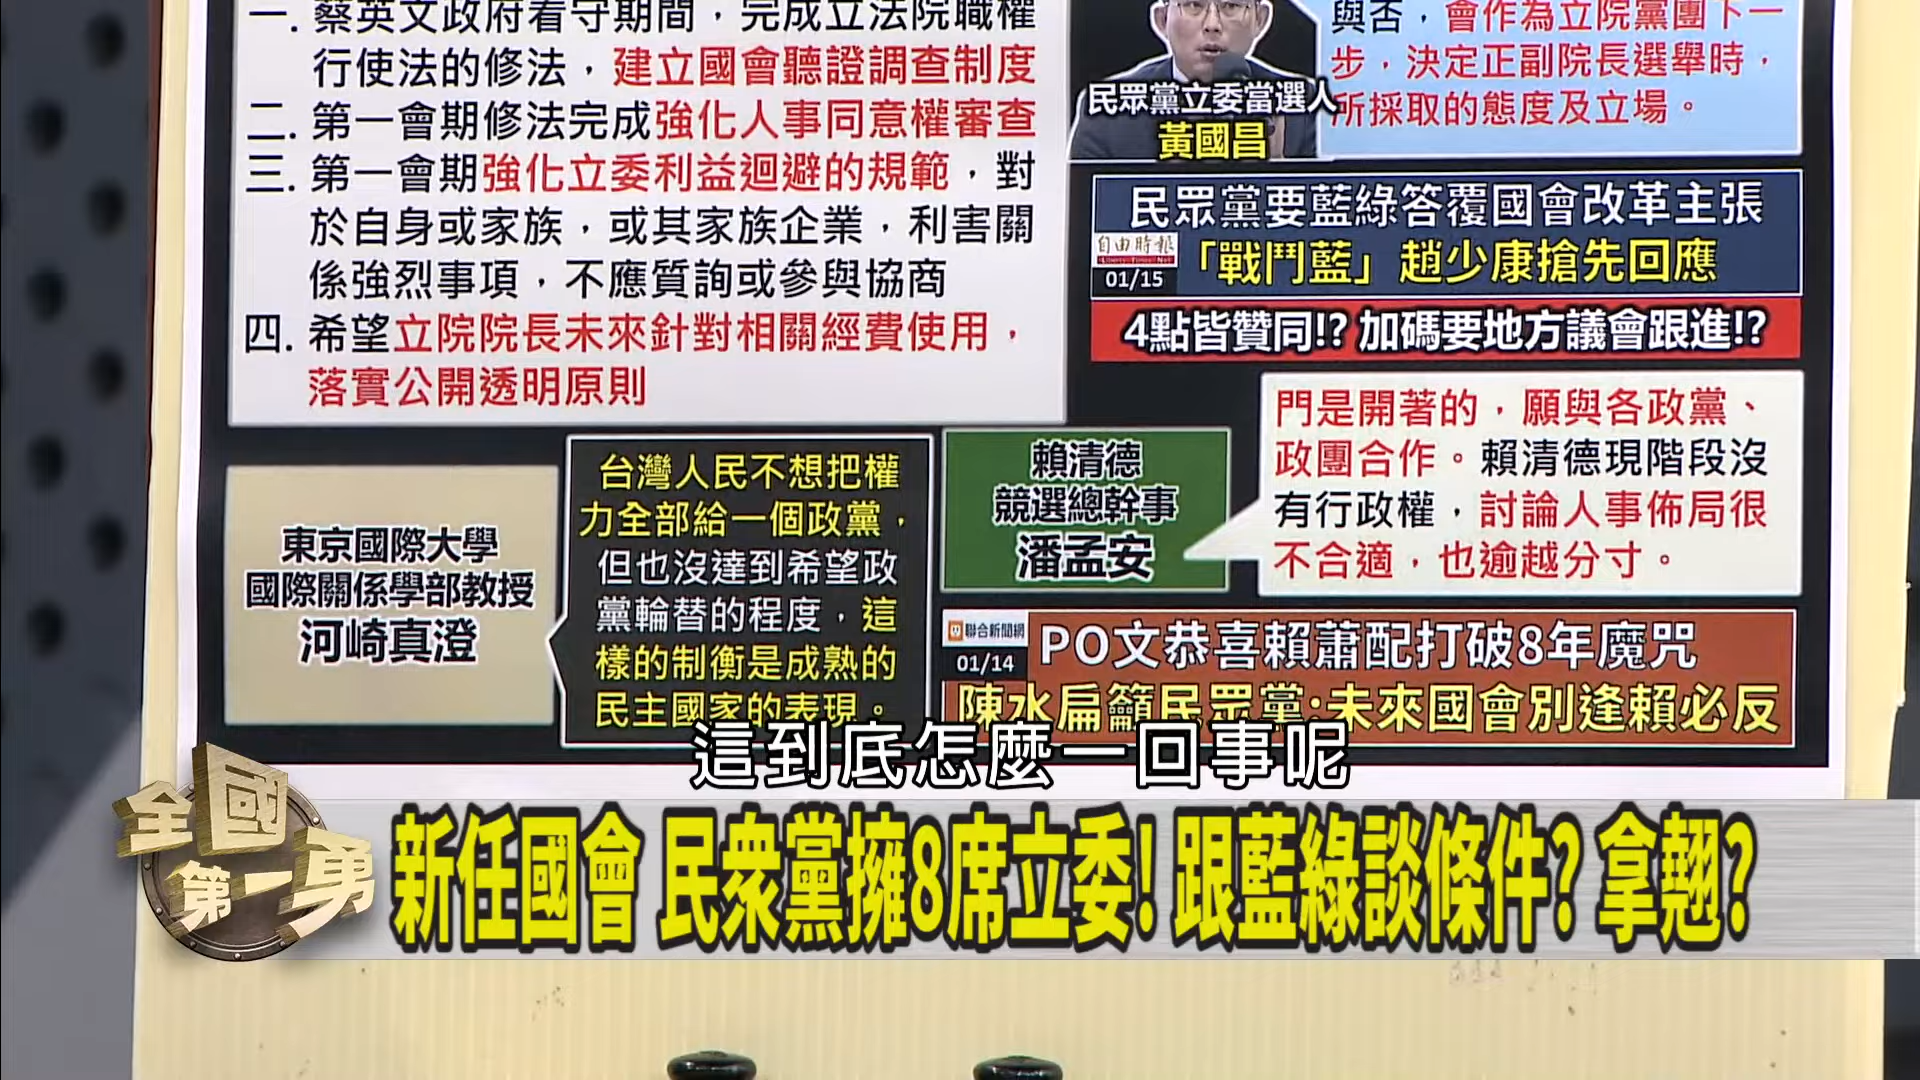 一. 蔡英文政府看守期間，完成立法院職權
行使法的修法，建立國會聽證調查制度
二. 第一會期修法完成強化人事同意權審查
三. 第一會期強化立委利益迴避的規範，對
於自身或家族，或其家族企業，利害關
係強烈事項，不應質詢或參與協商
四. 希望立院院長未來針對相關經費使用，
落實公開透明原則
民眾黨立委當選人
黃國昌
與否，會作為立院黨團下一
步，決定正副院長選舉時，
所採取的態度及立場。
民眾黨要藍綠答覆國會改革主張
自由時報
01/15
「戰鬥藍」趙少康搶先回應
4點皆贊同!? 加碼要地方議會跟進!?
東京國際大學
國際關係學部教授
河崎真澄
台灣人民不想把權
力全部給一個政黨，
但也沒達到希望政
黨輪替的程度，這
樣的制衡是成熟的
民主國家的表現。
賴清德
競選總幹事
潘孟安
門是開著的，願與各政黨、
政團合作。賴清德現階段沒
有行政權，討論人事佈局很
不合適，也逾越分寸。
聯合新聞網
01/14
PO文恭喜賴蕭配打破8年魔咒
陳水扁籲民眾黨:未來國會別逢賴必反
這到底怎麼一回事呢
全國第一勇
新任國會 民眾黨擁8席立委! 跟藍綠談條件? 拿翹?